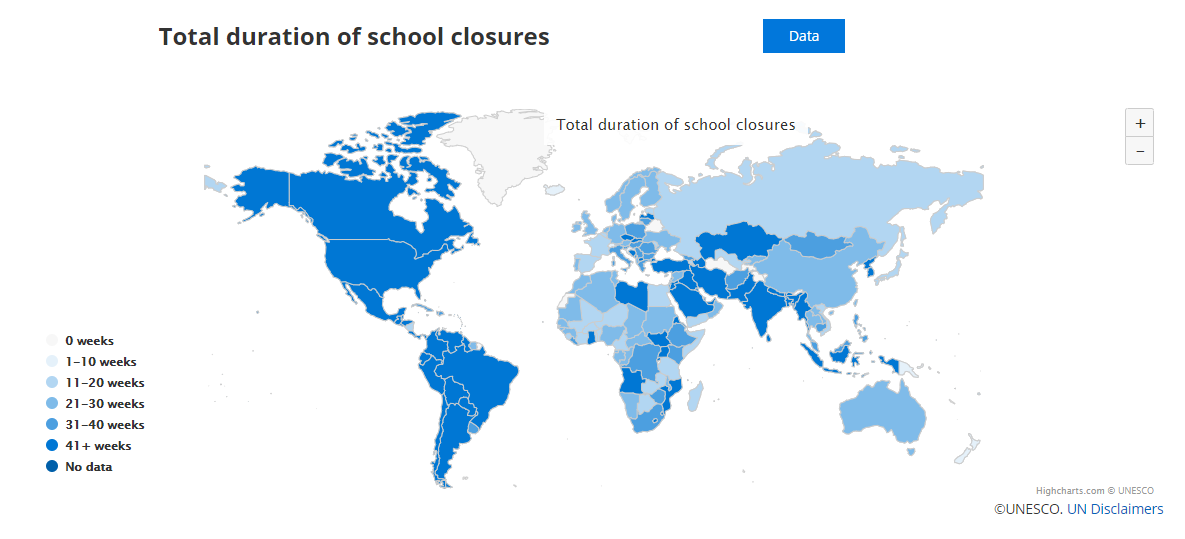 Total duration of school closures
Data
Total duration of school closures
+
−
0 weeks
1–10 weeks
11–20 weeks
21–30 weeks
31–40 weeks
41+ weeks
No data
Highcharts.com © UNESCO
©UNESCO. UN Disclaimers